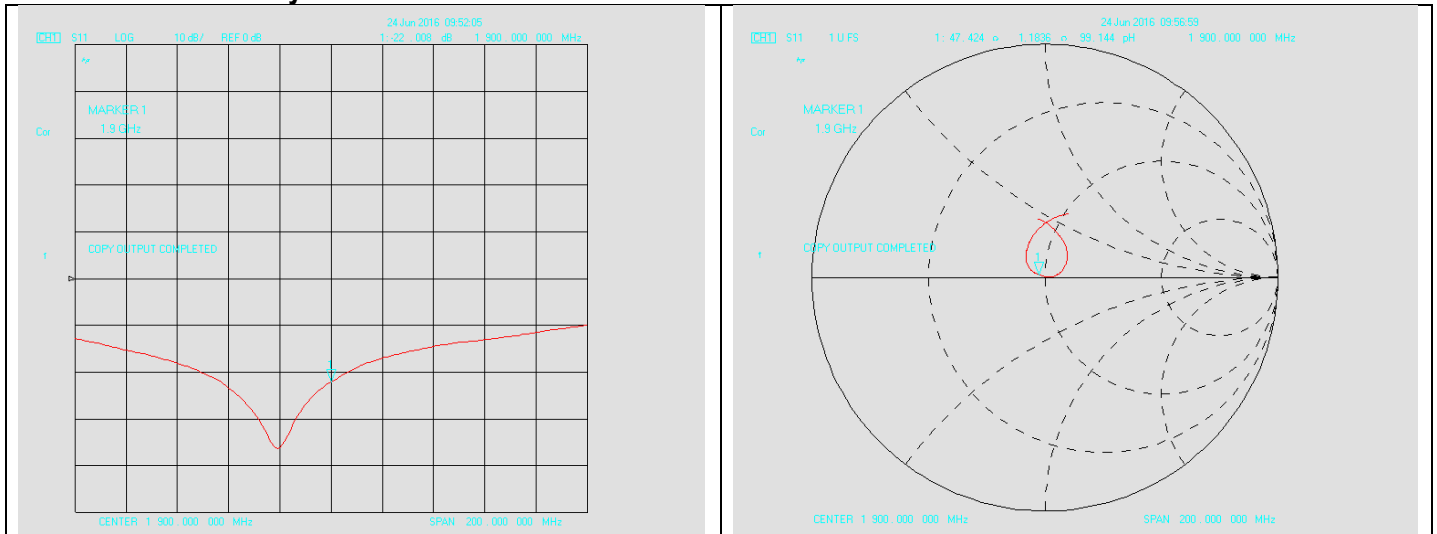 24 Jun 2016 09:52:05
CH1 S11 LOG 10 dB/ REF 0 dB 1:-22 .008 dB 1 900 . 000 000 MHz
MARKER 1
Cor 1.9 GHz
1
COPY OUTPUT COMPLETED
1
CENTER 1 900 . 000 000 MHz SPAN 200 . 000 000 MHz
24 Jun 2016 09:56:59
CH1 S11 1 U FS 1: 47.424 1.1836 99.144 pH 1 900.000 000 MHz
MARKER 1
Cor 1.9 GHz
1
COPY OUTPUT COMPLETED
1
CENTER 1 900 . 000 000 MHz SPAN 200 . 000 000 MHz